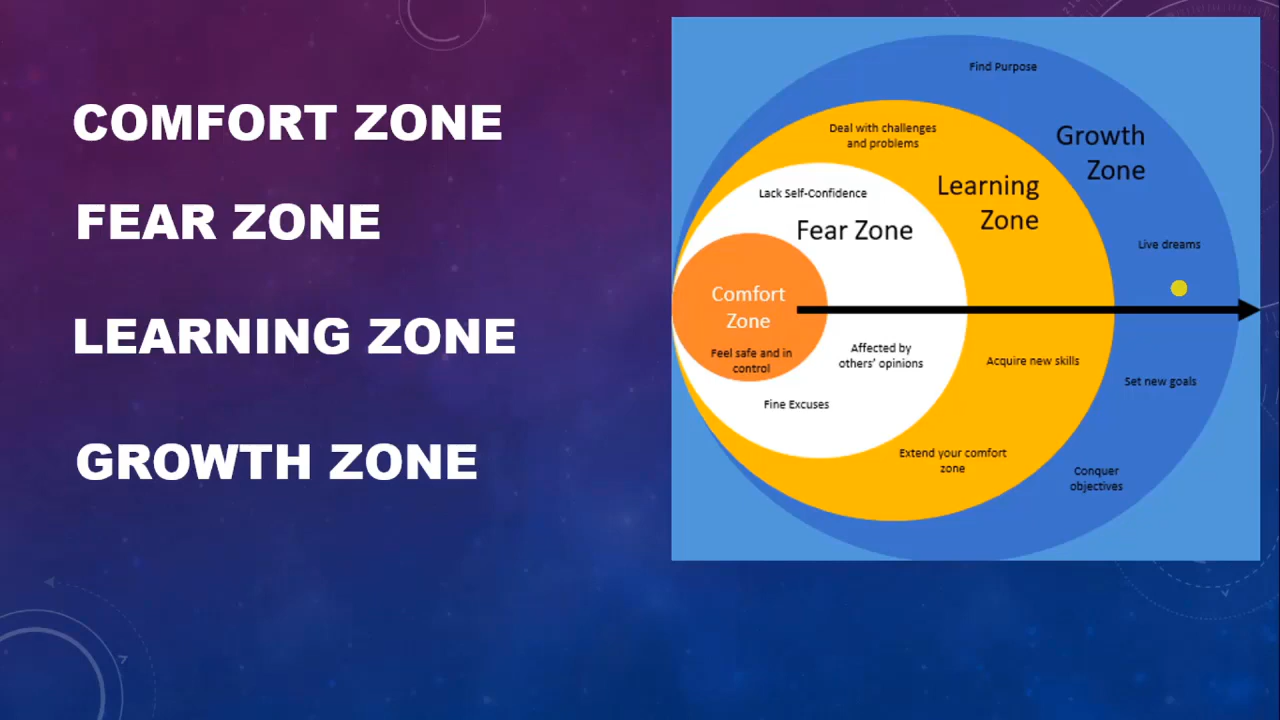 COMFORT ZONE
FEAR ZONE
LEARNING ZONE
GROWTH ZONE
Find Purpose
Growth
Zone
Deal with challenges
and problems
Learning
Zone
Lack Self-Confidence
Fear Zone
Live dreams
Comfort
Zone
Feel safe and in
control
Affected by
others' opinions
Acquire new skills
Set new goals
Fine Excuses
Extend your comfort
zone
Conquer
objectives